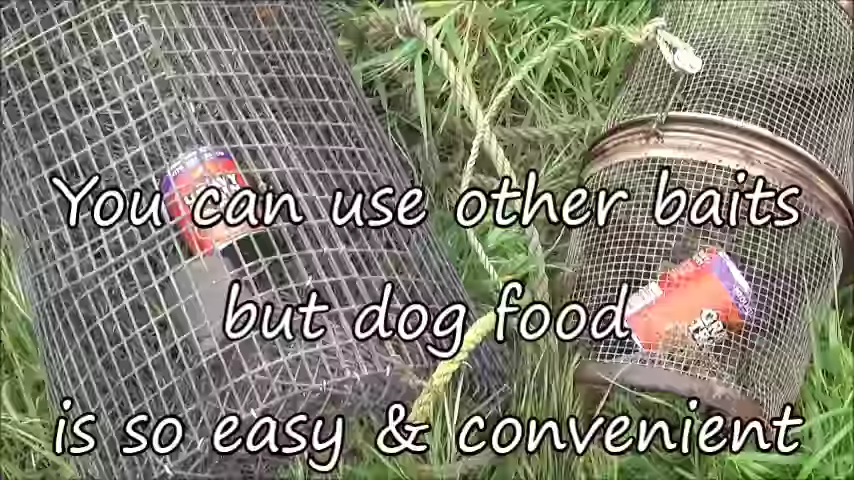 You can use other baits
but dog food
is so easy & convenient